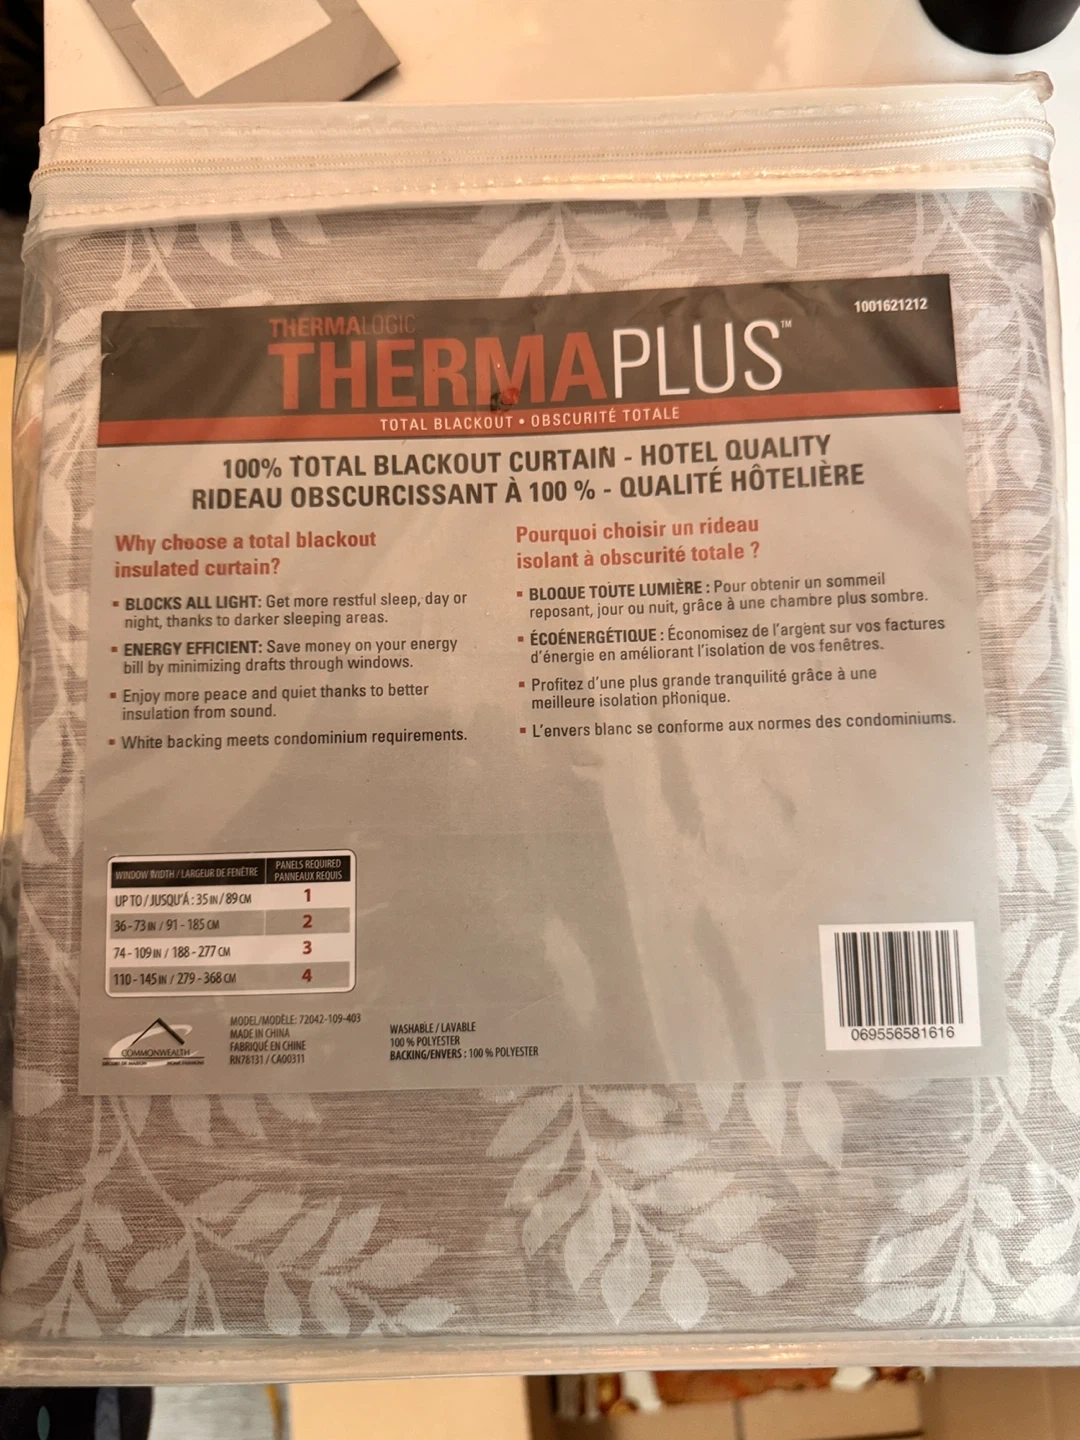 1001621212
THERMALOGIC
THERMAPLUS™
TOTAL BLACKOUT • OBSCURITÉ TOTALE
100% TOTAL BLACKOUT CURTAIN - HOTEL QUALITY
RIDEAU OBSCURCISSANT À 100 % - QUALITÉ HÔTELIÈRE
Why choose a total blackout
insulated curtain?
▪ BLOCKS ALL LIGHT: Get more restful sleep, day or
night, thanks to darker sleeping areas.
▪ ENERGY EFFICIENT: Save money on your energy
bill by minimizing drafts through windows.
▪ Enjoy more peace and quiet thanks to better
insulation from sound.
▪ White backing meets condominium requirements.
Pourquoi choisir un rideau
isolant à obscurité totale ?
▪ BLOQUE TOUTE LUMIÈRE : Pour obtenir un sommeil
reposant, jour ou nuit, grâce à une chambre plus sombre.
▪ ÉCOÉNERGÉTIQUE : Économisez de l'argent sur vos factures
d'énergie en améliorant l'isolation de vos fenêtres.
▪ Profitez d'une plus grande tranquilité grâce à une
meilleure isolation phonique.
▪ L'envers blanc se conforme aux normes des condominiums.
WINDOW WIDTH / LARGEUR DE FENÊTRE
PANELS REQUIRED
PANNEAUX REQUIS
UP TO / JUSQU'Á : 35 IN / 89 CM 1
36 - 73 IN / 91 - 185 CM 2
74 - 109 IN / 188 - 277 CM 3
110 - 145 IN / 279 - 368 CM 4
COMMONWEALTH
MODEL/MODÈLE: 72042-109-403
MADE IN CHINA
FABRIQUÉ EN CHINE
RN78131 / CA00311
WASHABLE / LAVABLE
100 % POLYESTER
BACKING/ENVERS : 100 % POLYESTER
069556581616